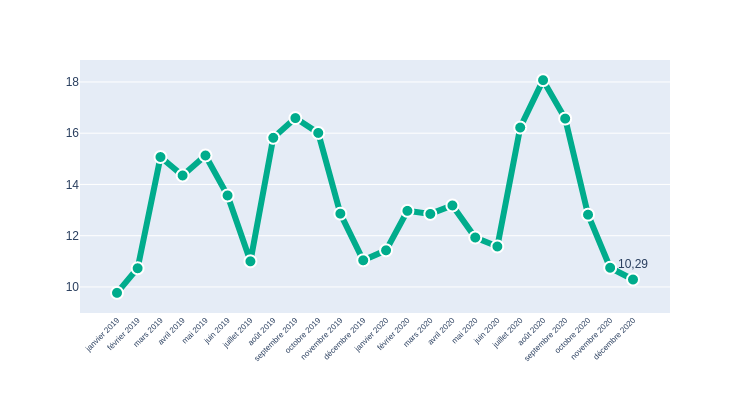 18
16
14
12
10
10,29
janvier 2019
février 2019
mars 2019
avril 2019
mai 2019
juin 2019
juillet 2019
août 2019
septembre 2019
octobre 2019
novembre 2019
décembre 2019
janvier 2020
février 2020
mars 2020
avril 2020
mai 2020
juin 2020
juillet 2020
août 2020
septembre 2020
octobre 2020
novembre 2020
décembre 2020